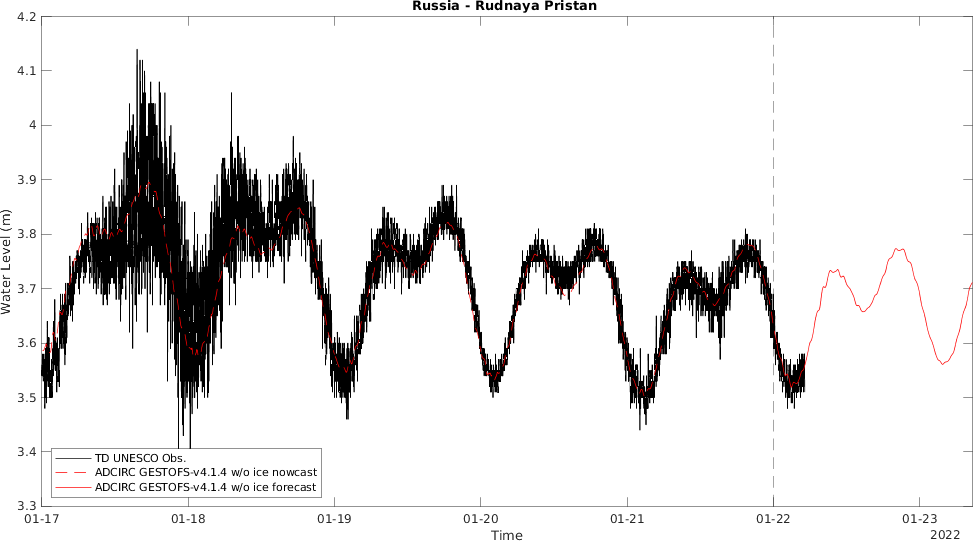 Russia - Rudnaya Pristan
4.2
4.1
4
3.9
3.8
3.7
3.6
3.5
3.4
3.3
Water Level (m)
TD UNESCO Obs.
ADCIRC GESTOFS-v4.1.4 w/o ice nowcast
ADCIRC GESTOFS-v4.1.4 w/o ice forecast
01-17 01-18 01-19 01-20 01-21 01-22 01-23
Time
2022